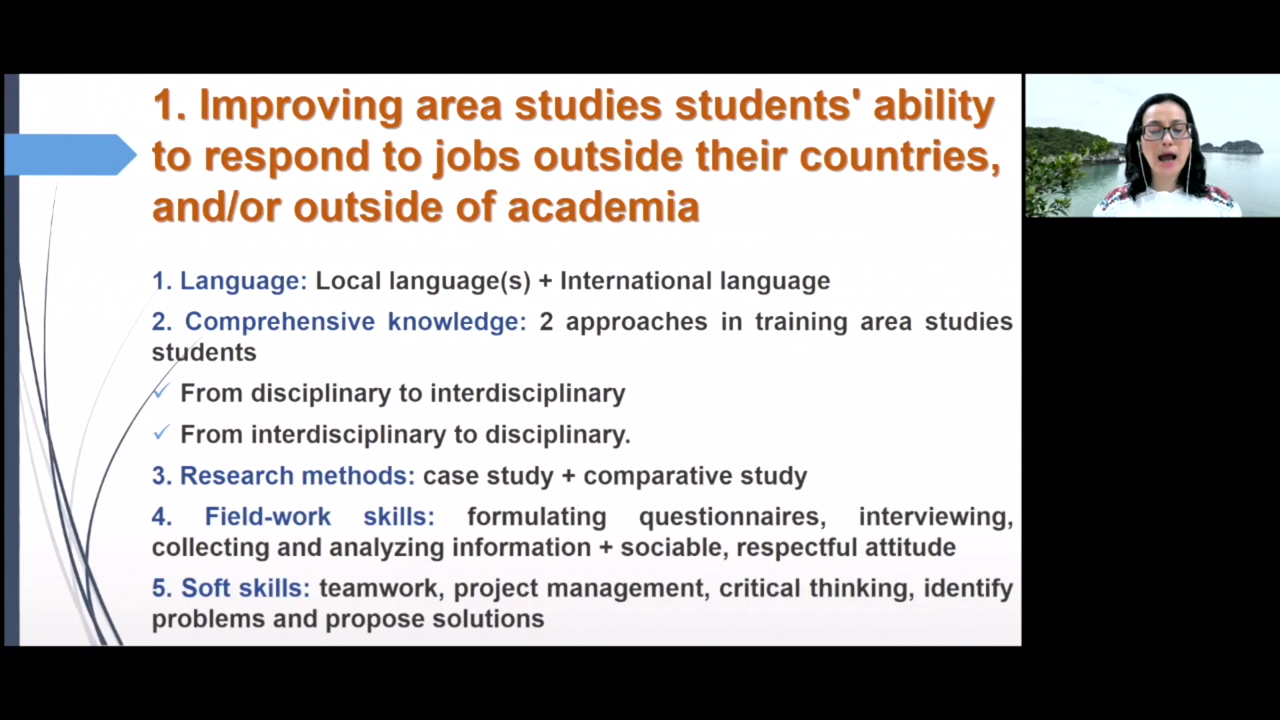 1. Improving area studies students' ability
to respond to jobs outside their countries,
and/or outside of academia
1. Language: Local language(s) + International language
2. Comprehensive knowledge: 2 approaches in training area studies
students
✓ From disciplinary to interdisciplinary
✓ From interdisciplinary to disciplinary.
3. Research methods: case study + comparative study
4. Field-work skills: formulating questionnaires, interviewing,
collecting and analyzing information + sociable, respectful attitude
5. Soft skills: teamwork, project management, critical thinking, identify
problems and propose solutions